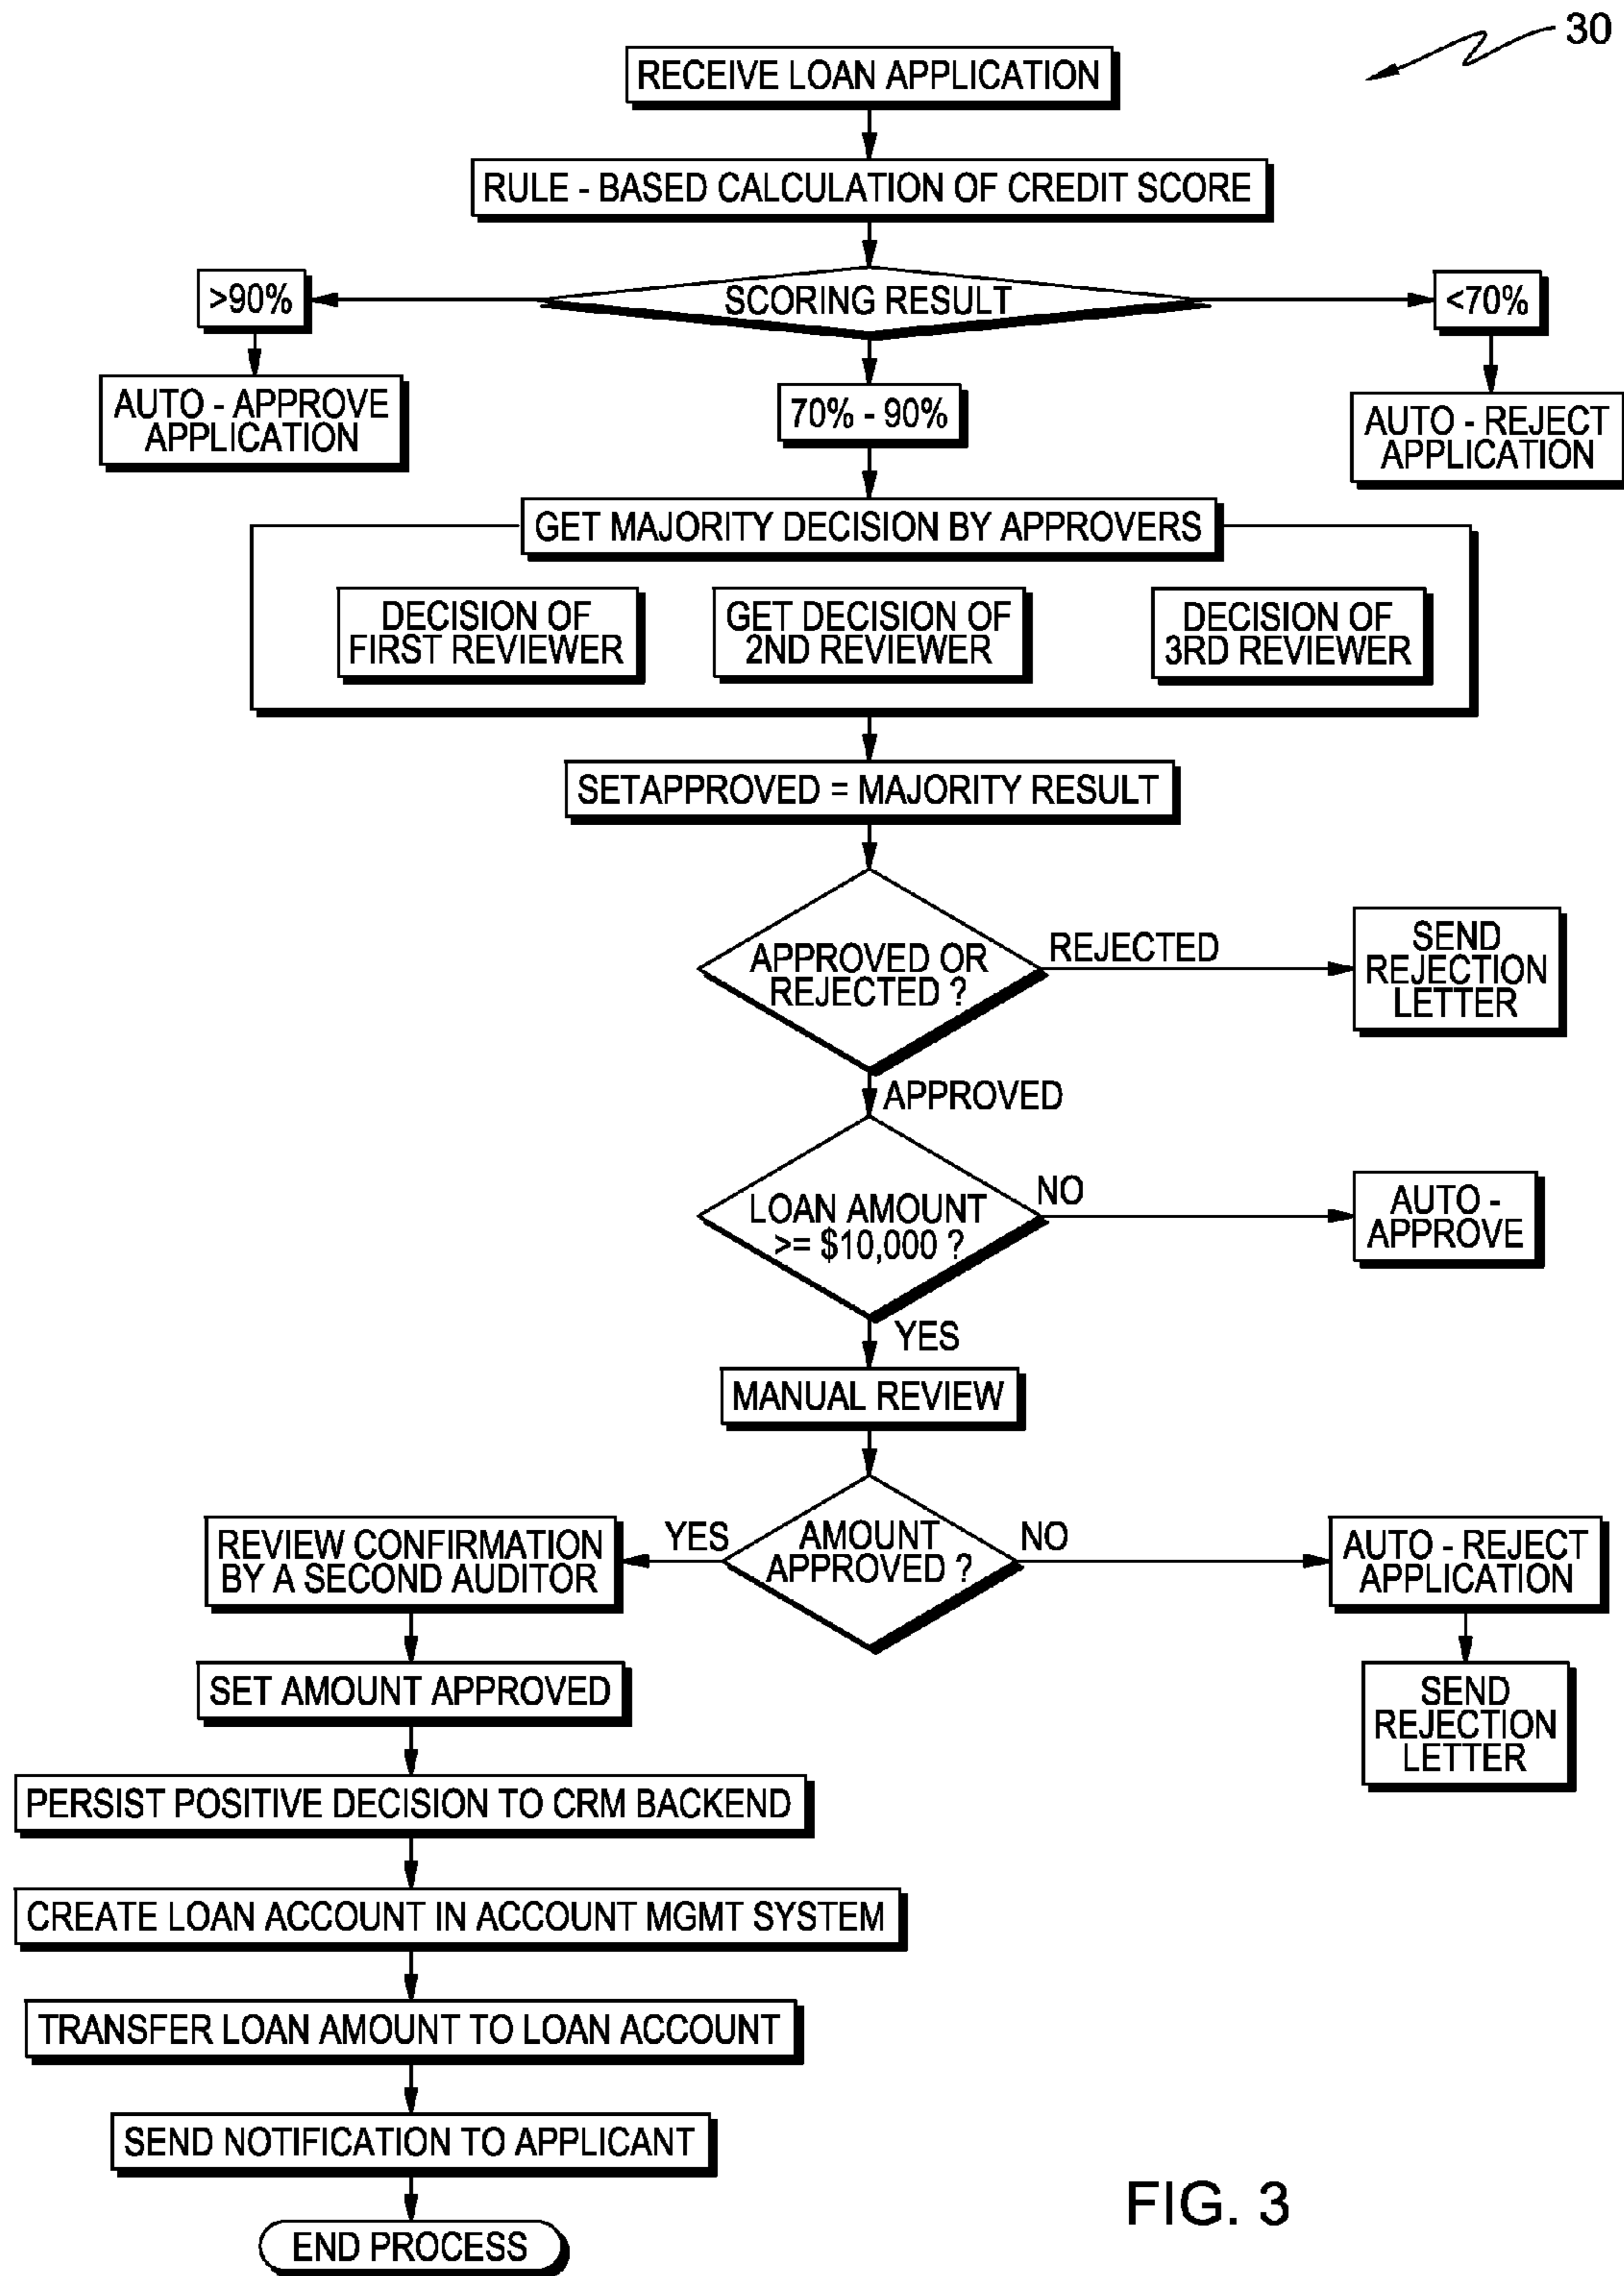 30
RECEIVE LOAN APPLICATION
RULE - BASED CALCULATION OF CREDIT SCORE
SCORING RESULT
>90%
<70%
AUTO - APPROVE
APPLICATION
70% - 90%
AUTO - REJECT
APPLICATION
GET MAJORITY DECISION BY APPROVERS
DECISION OF
FIRST REVIEWER
GET DECISION OF
2ND REVIEWER
DECISION OF
3RD REVIEWER
SETAPPROVED = MAJORITY RESULT
APPROVED OR
REJECTED ?
REJECTED
SEND
REJECTION
LETTER
APPROVED
LOAN AMOUNT
>= $10,000 ?
NO
AUTO -
APPROVE
YES
MANUAL REVIEW
AMOUNT
APPROVED ?
YES
REVIEW CONFIRMATION
BY A SECOND AUDITOR
NO
AUTO - REJECT
APPLICATION
SET AMOUNT APPROVED
SEND
REJECTION
LETTER
PERSIST POSITIVE DECISION TO CRM BACKEND
CREATE LOAN ACCOUNT IN ACCOUNT MGMT SYSTEM
TRANSFER LOAN AMOUNT TO LOAN ACCOUNT
SEND NOTIFICATION TO APPLICANT
END PROCESS
FIG. 3